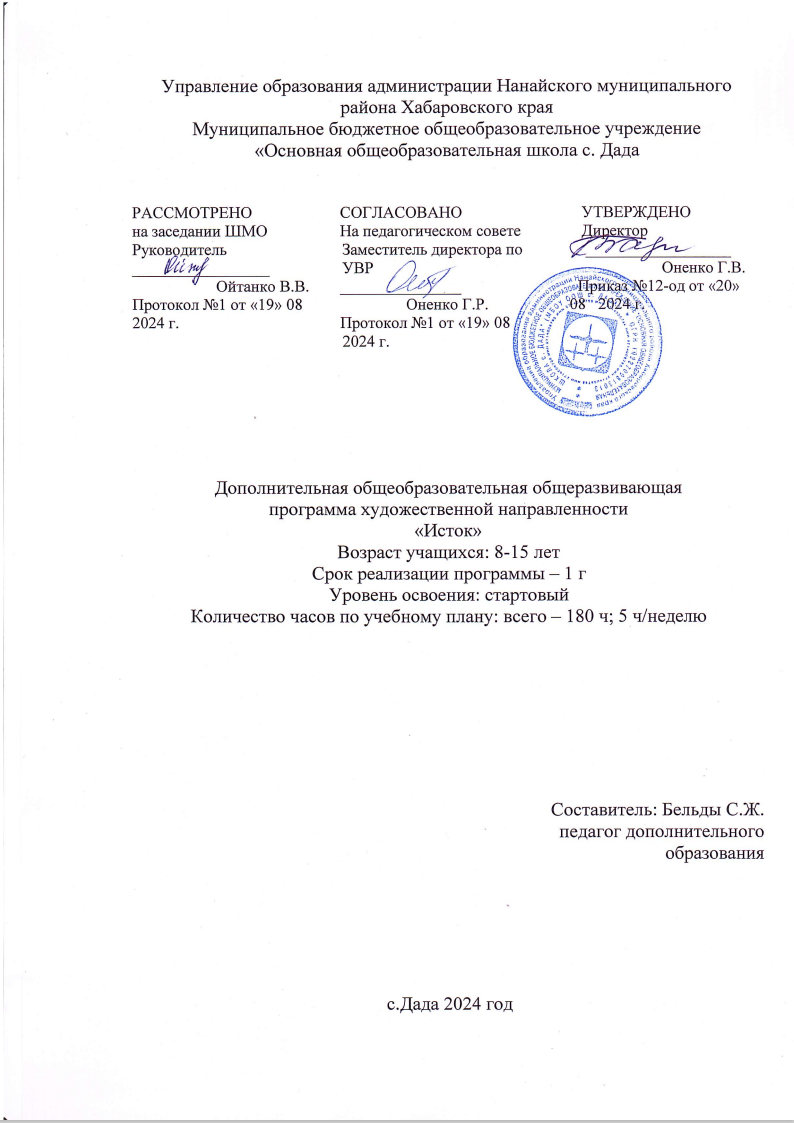 Управление образования администрации Нанайского муниципального
района Хабаровского края
Муниципальное бюджетное общеобразовательное учреждение
«Основная общеобразовательная школа с. Дада
РАССМОТРЕНО
на заседании ШМО
Руководитель
Ойтанко В.В.
Протокол №1 от «19» 08
2024 г.
СОГЛАСОВАНО
На педагогическом совете
Заместитель директора по
УВР
Оненко Г.Р.
Протокол №1 от «19» 08
2024 г.
УТВЕРЖДЕНО
Директор
Оненко Г.В.
Приказ №12-од от «20»
08 2024 г.
Дополнительная общеобразовательная общеразвивающая
программа художественной направленности
«Исток»
Возраст учащихся: 8-15 лет
Срок реализации программы – 1 г
Уровень освоения: стартовый
Количество часов по учебному плану: всего – 180 ч; 5 ч/неделю
Составитель: Бельды С.Ж.
педагог дополнительного
образования
с.Дада 2024 год